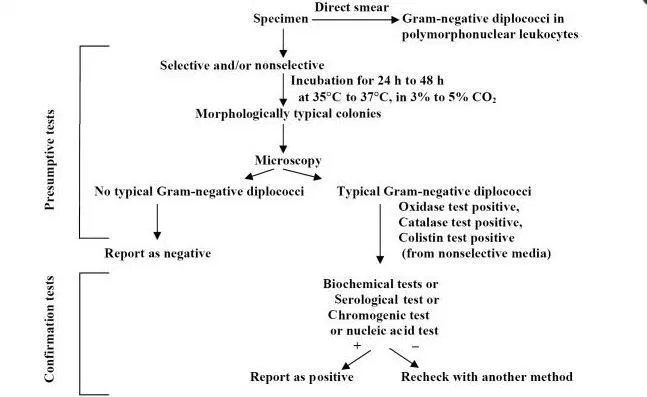 Direct smear
Specimen
Gram-negative diplococci in
polymorphonuclear leukocytes
Selective and/or nonselective
Incubation for 24 h to 48 h
at 35°C to 37°C, in 3% to 5% CO₂
Morphologically typical colonies
Microscopy
No typical Gram-negative diplococci
Typical Gram-negative diplococci
Oxidase test positive,
Catalase test positive,
Colistin test positive
(from nonselective media)
Report as negative
Presumptive tests
Biochemical tests or
Serological test or
Chromogenic test
or nucleic acid test
+
–
Report as positive
Recheck with another method
Confirmation tests